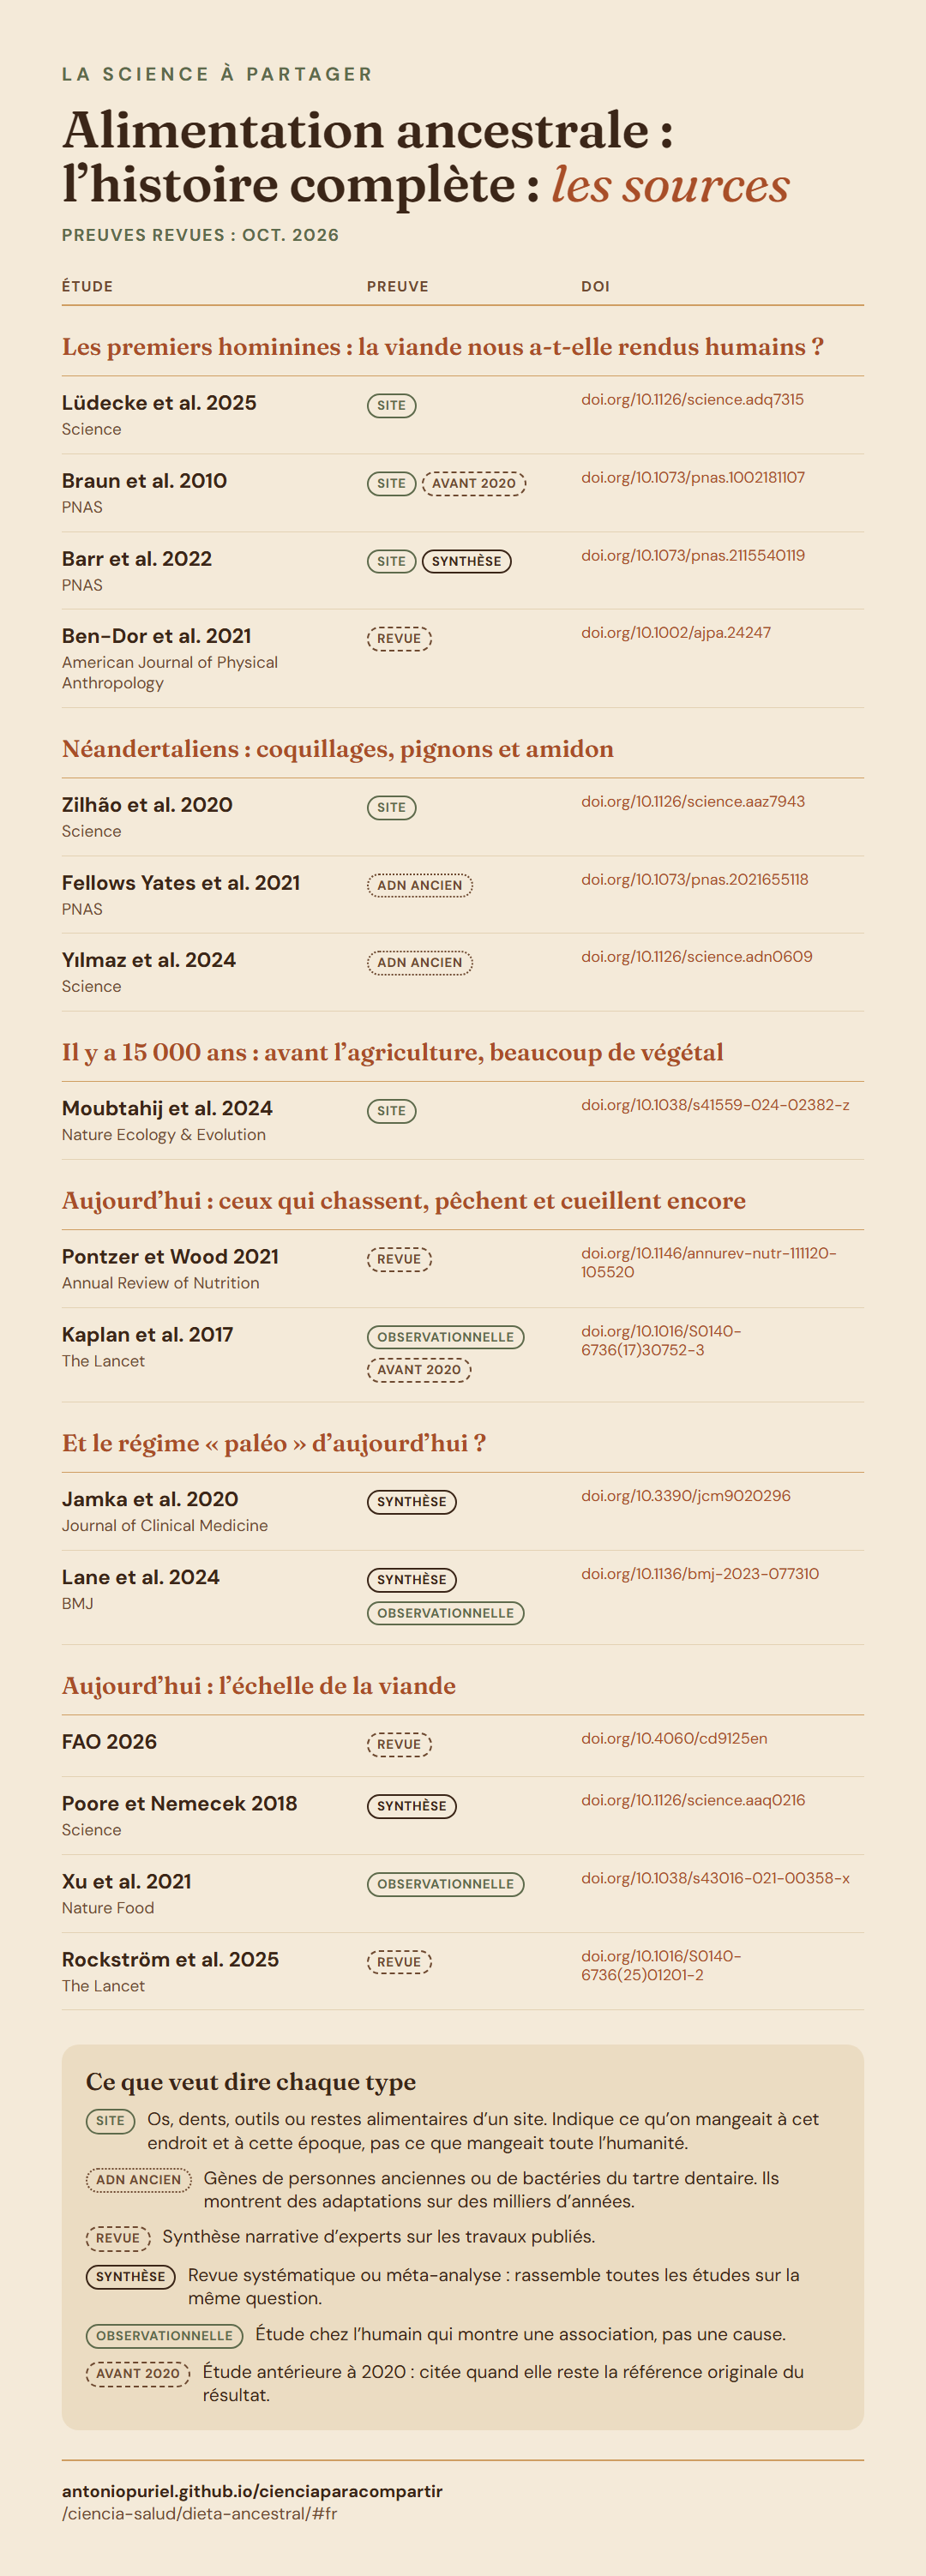 LA SCIENCE À PARTAGER
Alimentation ancestrale :
l’histoire complète : les sources
PREUVES REVUES : OCT. 2026
ÉTUDE PREUVE DOI
Les premiers hominines : la viande nous a-t-elle rendus humains ?
Lüdecke et al. 2025 SITE doi.org/10.1126/science.adq7315
Science
Braun et al. 2010 SITE AVANT 2020 doi.org/10.1073/pnas.1002181107
PNAS
Barr et al. 2022 SITE SYNTHÈSE doi.org/10.1073/pnas.2115540119
PNAS
Ben-Dor et al. 2021 REVUE doi.org/10.1002/ajpa.24247
American Journal of Physical
Anthropology
Néandertaliens : coquillages, pignons et amidon
Zilhão et al. 2020 SITE doi.org/10.1126/science.aaz7943
Science
Fellows Yates et al. 2021 ADN ANCIEN doi.org/10.1073/pnas.2021655118
PNAS
Yılmaz et al. 2024 ADN ANCIEN doi.org/10.1126/science.adn0609
Science
Il y a 15 000 ans : avant l’agriculture, beaucoup de végétal
Moubtahij et al. 2024 SITE doi.org/10.1038/s41559-024-02382-z
Nature Ecology & Evolution
Aujourd’hui : ceux qui chassent, pêchent et cueillent encore
Pontzer et Wood 2021 REVUE doi.org/10.1146/annurev-nutr-111120-
105520
Annual Review of Nutrition
Kaplan et al. 2017 OBSERVATIONNELLE doi.org/10.1016/S0140-
6736(17)30752-3
The Lancet
AVANT 2020
Et le régime « paléo » d’aujourd’hui ?
Jamka et al. 2020 SYNTHÈSE doi.org/10.3390/jcm9020296
Journal of Clinical Medicine
Lane et al. 2024 SYNTHÈSE doi.org/10.1136/bmj-2023-077310
BMJ
OBSERVATIONNELLE
Aujourd’hui : l’échelle de la viande
FAO 2026 REVUE doi.org/10.4060/cd9125en
Poore et Nemecek 2018 SYNTHÈSE doi.org/10.1126/science.aaq0216
Science
Xu et al. 2021 OBSERVATIONNELLE doi.org/10.1038/s43016-021-00358-x
Nature Food
Rockström et al. 2025 REVUE doi.org/10.1016/S0140-
6736(25)01201-2
The Lancet
Ce que veut dire chaque type
SITE Os, dents, outils ou restes alimentaires d’un site. Indique ce qu’on mangeait à cet
endroit et à cette époque, pas ce que mangeait toute l’humanité.
ADN ANCIEN Gènes de personnes anciennes ou de bactéries du tartre dentaire. Ils
montrent des adaptations sur des milliers d’années.
REVUE Synthèse narrative d’experts sur les travaux publiés.
SYNTHÈSE Revue systématique ou méta-analyse : rassemble toutes les études sur la
même question.
OBSERVATIONNELLE Étude chez l’humain qui montre une association, pas une cause.
AVANT 2020 Étude antérieure à 2020 : citée quand elle reste la référence originale du
résultat.
antoniopuriel.github.io/cienciaparacompartir
/ciencia-salud/dieta-ancestral/#fr